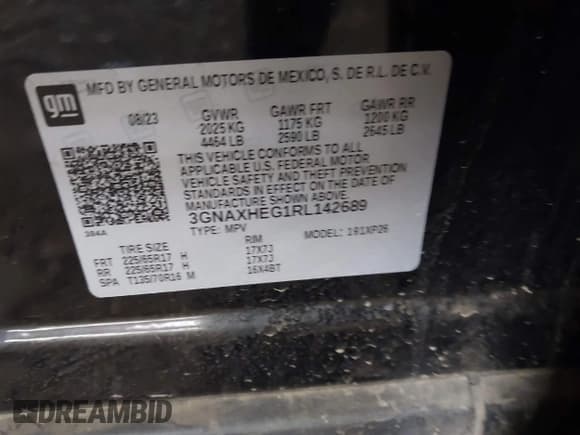 gm
MFD BY GENERAL MOTORS DE MEXICO, S. DE R.L. DE C.V.
08/23 GVWR GAWR FRT GAWR RR
2025 KG 1175 KG 1200 KG
4464 LB 2590 LB 2645 LB
THIS VEHICLE CONFORMS TO ALL
APPLICABLE U.S. FEDERAL MOTOR
VEHICLE SAFETY AND THEFT
PREVENTION STANDARDS IN
EFFECT ON THE DATE OF
MANUFACTURE SHOWN ABOVE
3GNAXHEG1RL142689
384A TYPE: MPV MODEL: 191XP26
TIRE SIZE RIM
FRT 225/65R17 H 17X7J
RR 225/65R17 H 17X7J
SPA T135/70R16 M 16X4BT
DREAMBID